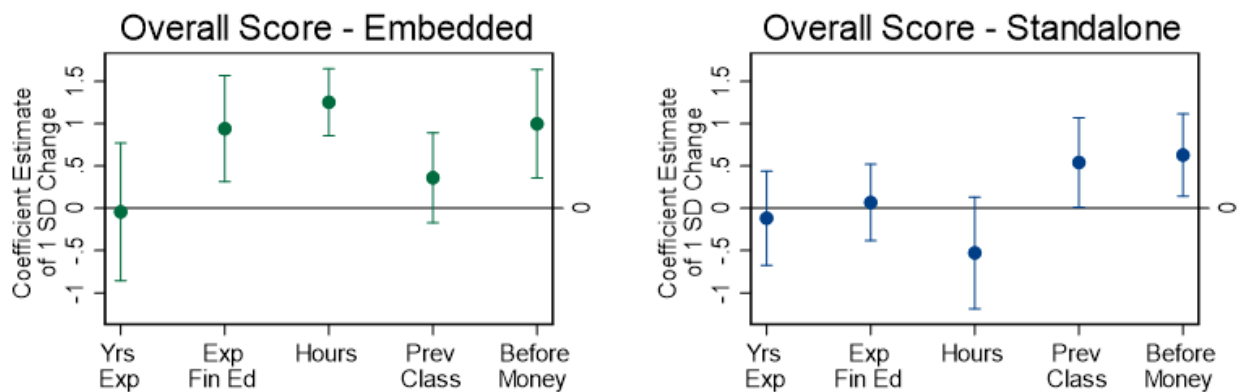 Overall Score - Embedded
Coefficient Estimate
of 1 SD Change
1.5
1
.5
0
-.5
-1
0
Yrs Exp
Exp Fin Ed
Hours
Prev Class
Before Money
Overall Score - Standalone
Coefficient Estimate
of 1 SD Change
1.5
1
.5
0
-.5
-1
0
Yrs Exp
Exp Fin Ed
Hours
Prev Class
Before Money